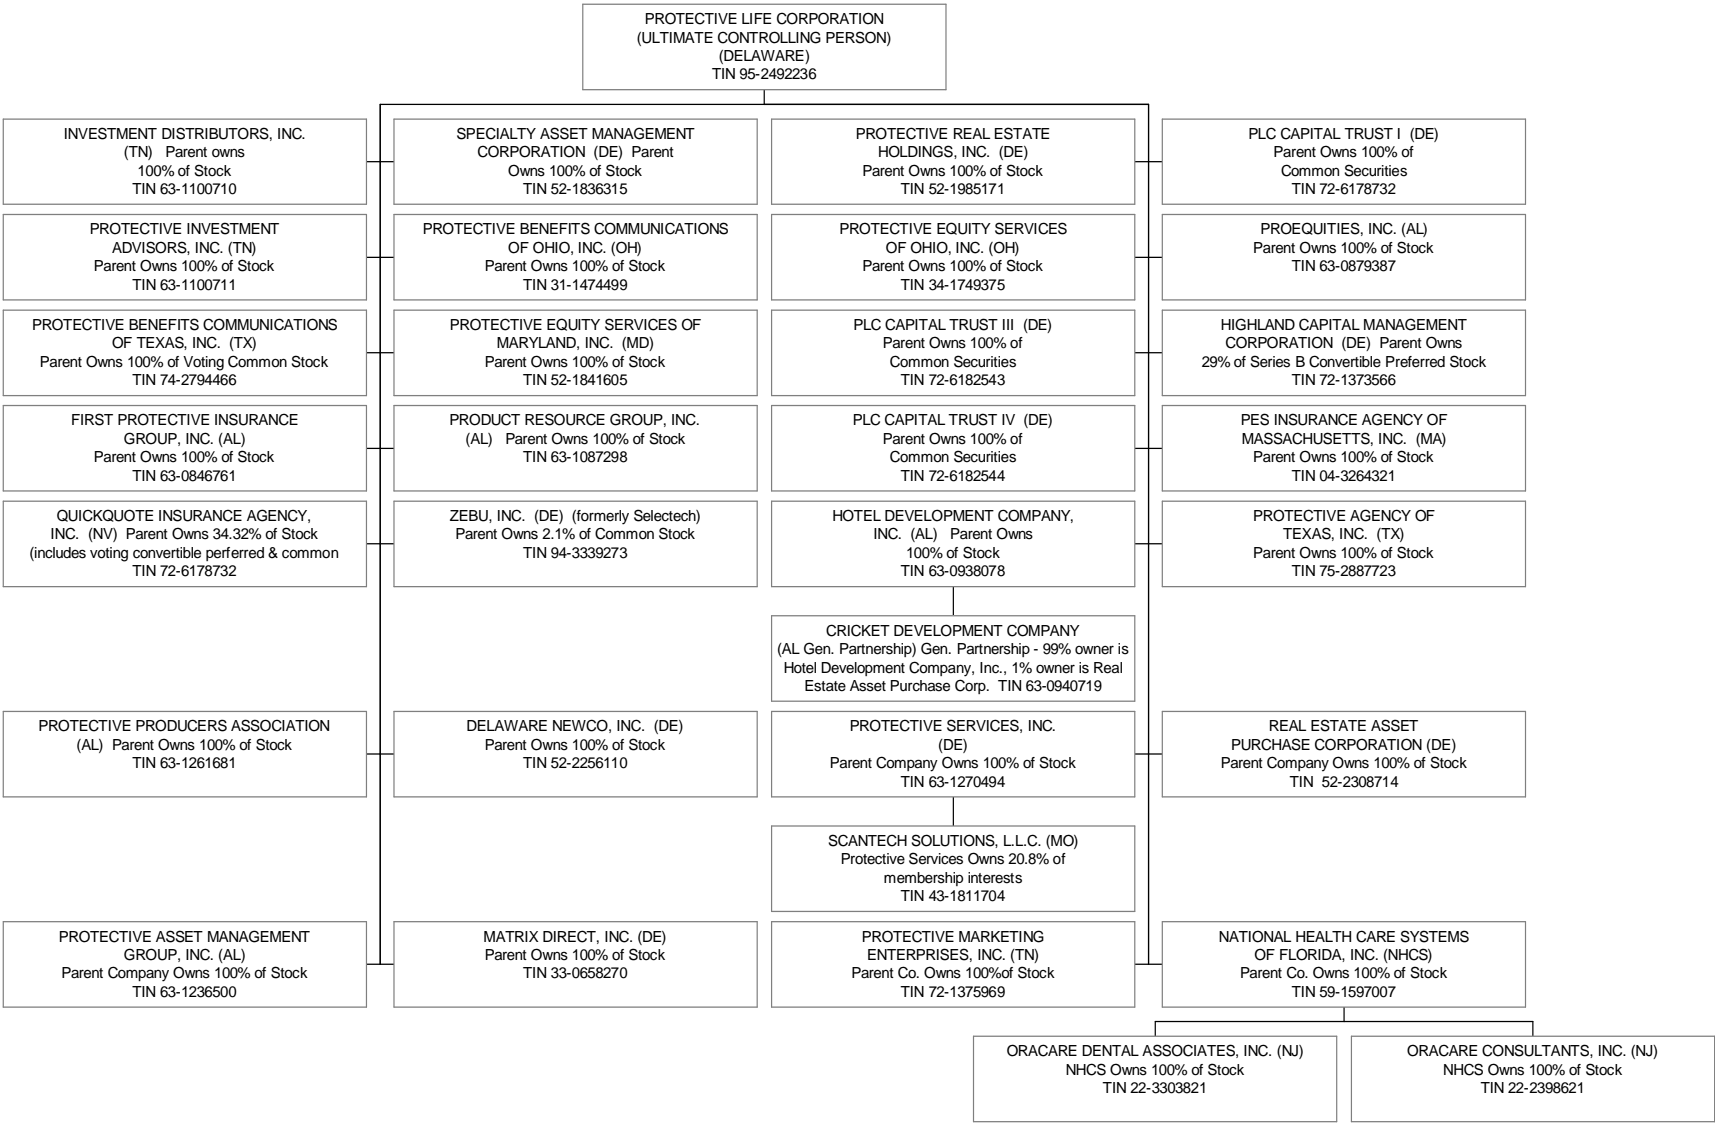 PROTECTIVE LIFE CORPORATION
(ULTIMATE CONTROLLING PERSON)
(DELAWARE)
TIN 95-2492236
INVESTMENT DISTRIBUTORS, INC.
(TN) Parent owns
100% of Stock
TIN 63-1100710
SPECIALTY ASSET MANAGEMENT
CORPORATION (DE) Parent
Owns 100% of Stock
TIN 52-1836315
PROTECTIVE REAL ESTATE
HOLDINGS, INC. (DE)
Parent Owns 100% of Stock
TIN 52-1985171
PLC CAPITAL TRUST I (DE)
Parent Owns 100% of
Common Securities
TIN 72-6178732
PROTECTIVE INVESTMENT
ADVISORS, INC. (TN)
Parent Owns 100% of Stock
TIN 63-1100711
PROTECTIVE BENEFITS COMMUNICATIONS
OF OHIO, INC. (OH)
Parent Owns 100% of Stock
TIN 31-1474499
PROTECTIVE EQUITY SERVICES
OF OHIO, INC. (OH)
Parent Owns 100% of Stock
TIN 34-1749375
PROEQUITIES, INC. (AL)
Parent Owns 100% of Stock
TIN 63-0879387
PROTECTIVE BENEFITS COMMUNICATIONS
OF TEXAS, INC. (TX)
Parent Owns 100% of Voting Common Stock
TIN 74-2794466
PROTECTIVE EQUITY SERVICES OF
MARYLAND, INC. (MD)
Parent Owns 100% of Stock
TIN 52-1841605
PLC CAPITAL TRUST III (DE)
Parent Owns 100% of
Common Securities
TIN 72-6182543
HIGHLAND CAPITAL MANAGEMENT
CORPORATION (DE) Parent Owns
29% of Series B Convertible Preferred Stock
TIN 72-1373566
FIRST PROTECTIVE INSURANCE
GROUP, INC. (AL)
Parent Owns 100% of Stock
TIN 63-0846761
PRODUCT RESOURCE GROUP, INC.
(AL) Parent Owns 100% of Stock
TIN 63-1087298
PLC CAPITAL TRUST IV (DE)
Parent Owns 100% of
Common Securities
TIN 72-6182544
PES INSURANCE AGENCY OF
MASSACHUSETTS, INC. (MA)
Parent Owns 100% of Stock
TIN 04-3264321
QUICKQUOTE INSURANCE AGENCY,
INC. (NV) Parent Owns 34.32% of Stock
(includes voting convertible perferred & common
TIN 72-6178732
ZEBU, INC. (DE) (formerly Selectech)
Parent Owns 2.1% of Common Stock
TIN 94-3339273
HOTEL DEVELOPMENT COMPANY,
INC. (AL) Parent Owns
100% of Stock
TIN 63-0938078
PROTECTIVE AGENCY OF
TEXAS, INC. (TX)
Parent Owns 100% of Stock
TIN 75-2887723
CRICKET DEVELOPMENT COMPANY
(AL Gen. Partnership) Gen. Partnership - 99% owner is
Hotel Development Company, Inc., 1% owner is Real
Estate Asset Purchase Corp. TIN 63-0940719
PROTECTIVE PRODUCERS ASSOCIATION
(AL) Parent Owns 100% of Stock
TIN 63-1261681
DELAWARE NEWCO, INC. (DE)
Parent Owns 100% of Stock
TIN 52-2256110
PROTECTIVE SERVICES, INC.
(DE)
Parent Company Owns 100% of Stock
TIN 63-1270494
REAL ESTATE ASSET
PURCHASE CORPORATION (DE)
Parent Company Owns 100% of Stock
TIN 52-2308714
SCANTECH SOLUTIONS, L.L.C. (MO)
Protective Services Owns 20.8% of
membership interests
TIN 43-1811704
PROTECTIVE ASSET MANAGEMENT
GROUP, INC. (AL)
Parent Company Owns 100% of Stock
TIN 63-1236500
MATRIX DIRECT, INC. (DE)
Parent Owns 100% of Stock
TIN 33-0658270
PROTECTIVE MARKETING
ENTERPRISES, INC. (TN)
Parent Co. Owns 100%of Stock
TIN 72-1375969
NATIONAL HEALTH CARE SYSTEMS
OF FLORIDA, INC. (NHCS)
Parent Co. Owns 100% of Stock
TIN 59-1597007
ORACARE DENTAL ASSOCIATES, INC. (NJ)
NHCS Owns 100% of Stock
TIN 22-3303821
ORACARE CONSULTANTS, INC. (NJ)
NHCS Owns 100% of Stock
TIN 22-2398621